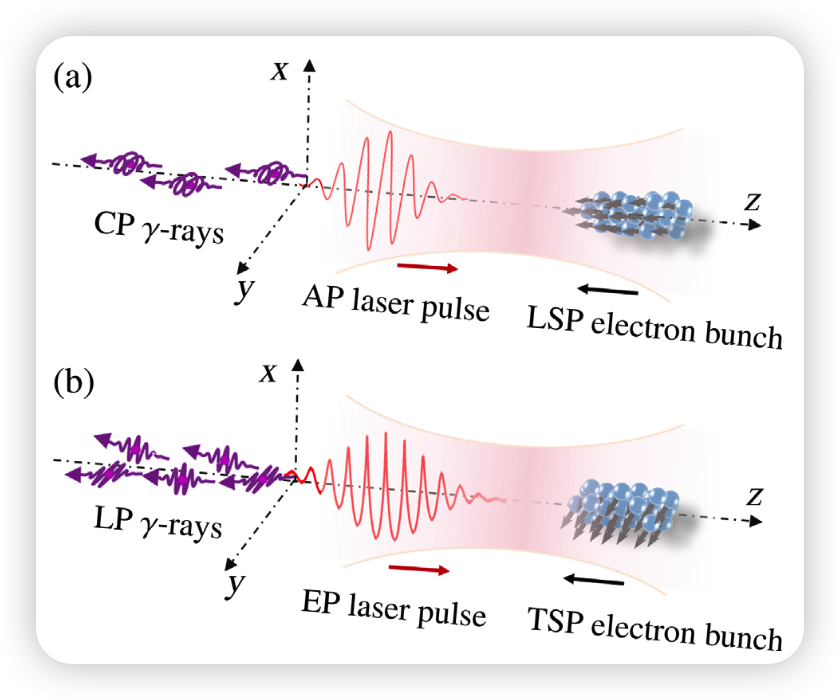 (a)
x
z
y
CP γ-rays
AP laser pulse
LSP electron bunch
(b)
x
z
y
LP γ-rays
EP laser pulse
TSP electron bunch